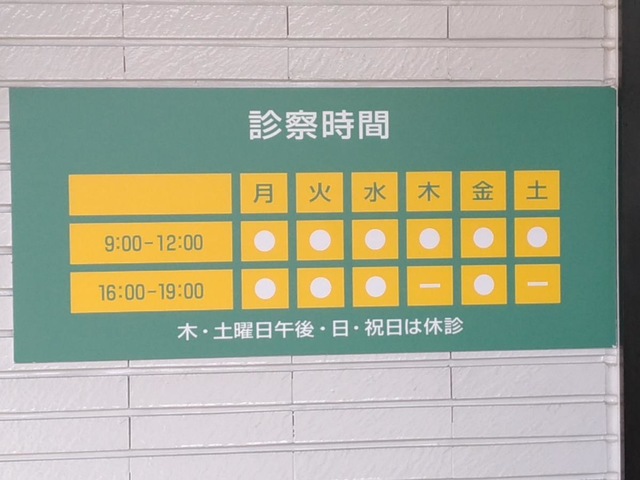 診察時間
月 火 水 木 金 土
9:00-12:00 ● ● ● ● ● ●
16:00-19:00 ● ● ● ー ● ー
木・土曜日午後・日・祝日は休診